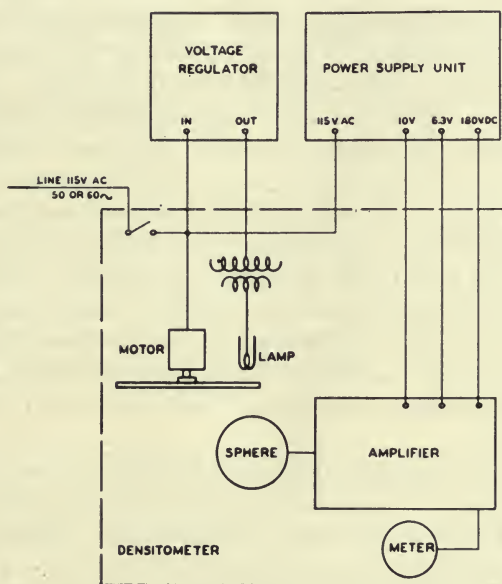 VOLTAGE
REGULATOR
IN OUT
POWER SUPPLY UNIT
115V AC 10V 6.3V 180VDC
LINE 115V AC
50 OR 60~
MOTOR
LAMP
SPHERE
AMPLIFIER
METER
DENSITOMETER